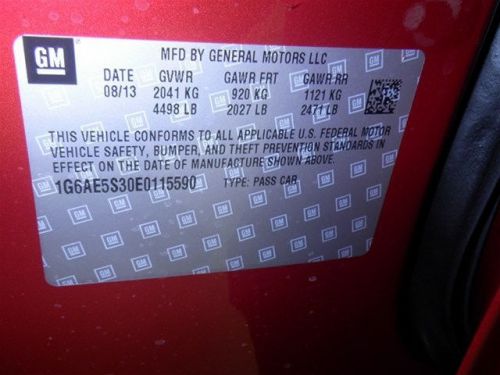 GM
MFD BY GENERAL MOTORS LLC
DATE GVWR GAWR FRT GAWR RR
08/13 2041 KG 920 KG 1121 KG
4498 LB 2027 LB 2471 LB
THIS VEHICLE CONFORMS TO ALL APPLICABLE U.S. FEDERAL MOTOR
VEHICLE SAFETY, BUMPER, AND THEFT PREVENTION STANDARDS IN
EFFECT ON THE DATE OF MANUFACTURE SHOWN ABOVE.
1G6AE5S30E0115590 TYPE: PASS CAR